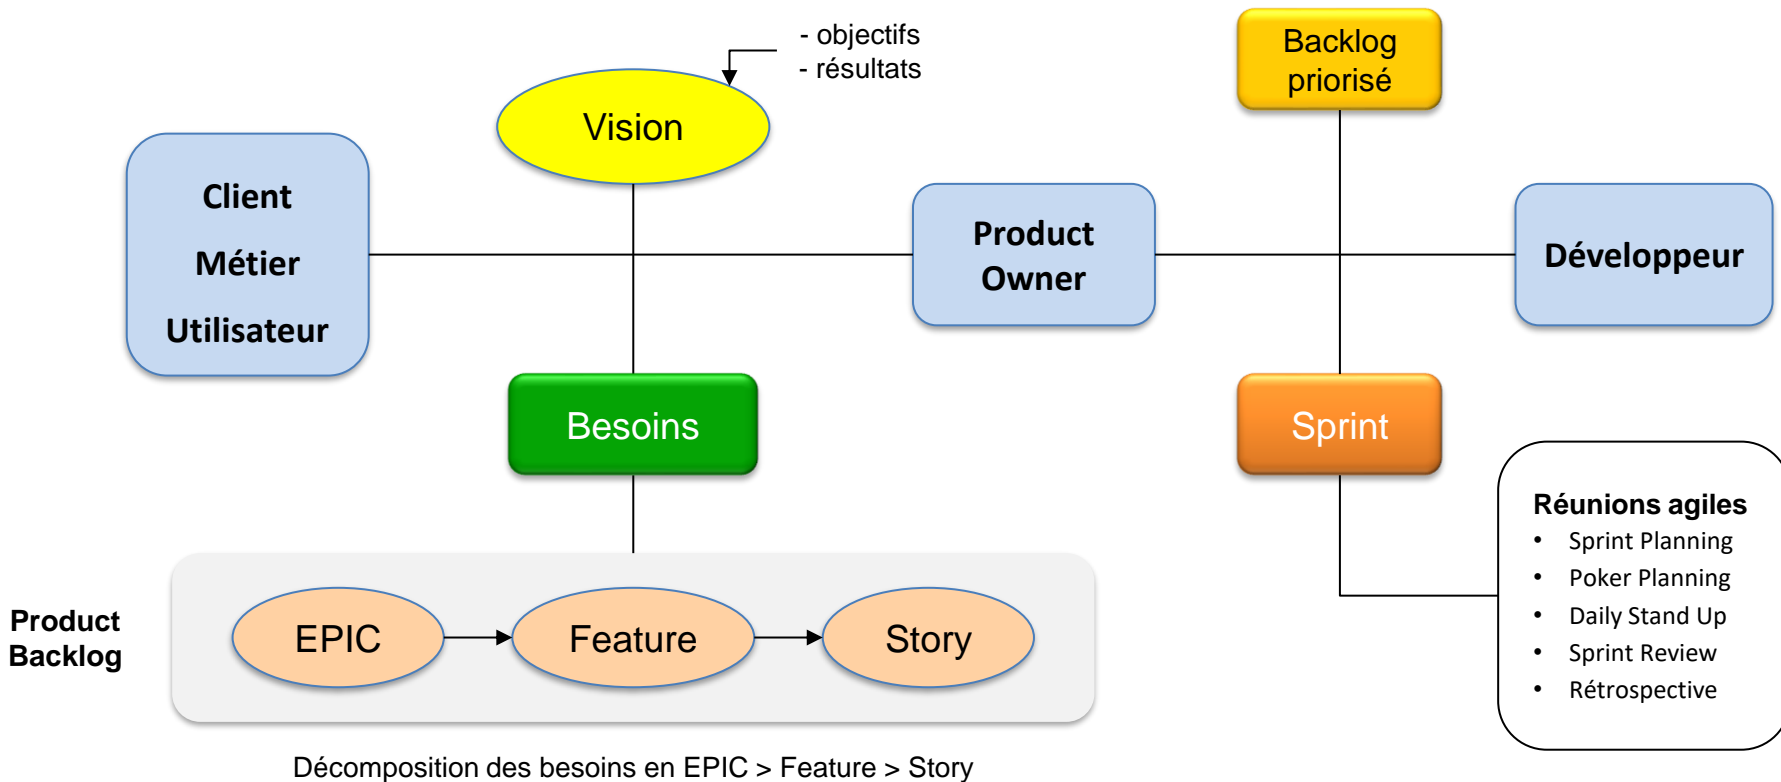 - objectifs
- résultats
Vision
Backlog
priorisé
Client
Métier
Utilisateur
Product
Owner
Développeur
Besoins
Sprint
Réunions agiles
• Sprint Planning
• Poker Planning
• Daily Stand Up
• Sprint Review
• Rétrospective
Product
Backlog
EPIC
Feature
Story
Décomposition des besoins en EPIC > Feature > Story